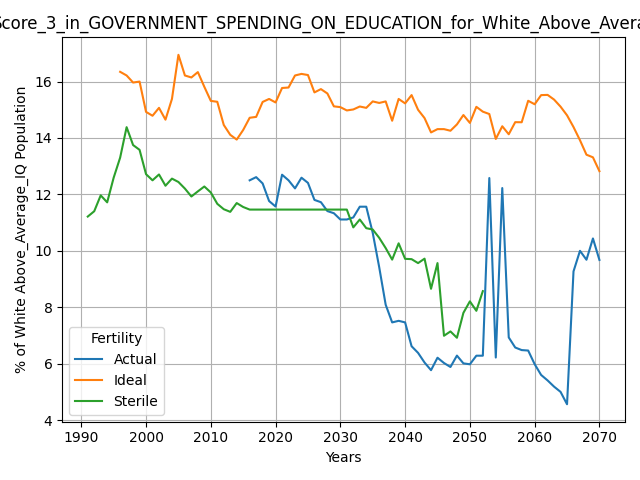 Score_3_in_GOVERNMENT_SPENDING_ON_EDUCATION_for_White_Above_Avera
% of White Above_Average_IQ Population
16
14
12
10
8
6
4
Fertility
Actual
Ideal
Sterile
1990 2000 2010 2020 2030 2040 2050 2060 2070
Years